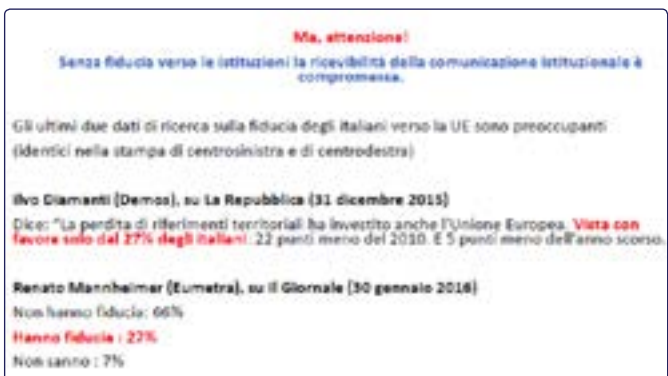 Ma, attenzione!
Senza fiducia verso le istituzioni la ricevibilità della comunicazione istituzionale è
compromessa.
Gli ultimi due dati di ricerca sulla fiducia degli italiani verso la UE sono preoccupanti
(identici nella stampa di centrosinistra e di centrodestra)
Ilvo Diamanti (Demos), su La Repubblica (31 dicembre 2015)
Dice: "La perdita di riferimenti territoriali ha investito anche l'Unione Europea. Vista con
favore solo dal 27% degli italiani: 22 punti meno del 2010. E 5 punti meno dell'anno scorso.
Renato Mannheimer (Eumetra), su Il Giornale (30 gennaio 2016)
Non hanno fiducia: 66%
Hanno fiducia : 27%
Non sanno : 7%